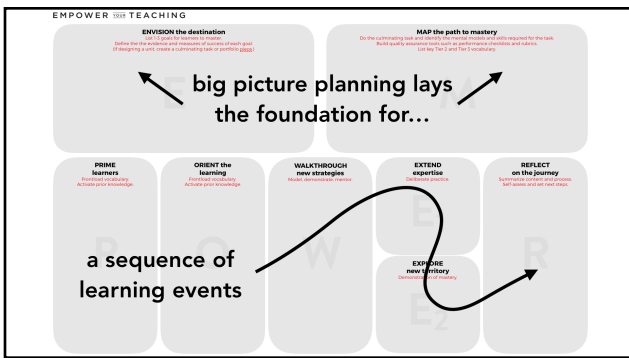 EMPOWER YOUR TEACHING
ENVISION the destination
List 1-3 goals for learners to master.
Define the the evidence and measures of success of each goal.
(If designing a unit, create a culminating task or portfolio piece.)
MAP the path to mastery
Do the culminating task and identify the mental models and skills required for the task.
Build quality assurance tools such as performance checklists and rubrics.
List key Tier 2 and Tier 3 vocabulary.
E
M
big picture planning lays
the foundation for...
PRIME
learners
Frontload vocabulary.
Activate prior knowledge.
P
ORIENT the
learning
Frontload vocabulary.
Activate prior knowledge.
O
WALKTHROUGH
new strategies
Model, demonstrate, mentor.
W
EXTEND
expertise
Deliberate practice.
E
EXPLORE
new territory
Demonstration of mastery.
E2
REFLECT
on the journey
Summarize content and process.
Self-assess and set next steps.
R
a sequence of
learning events